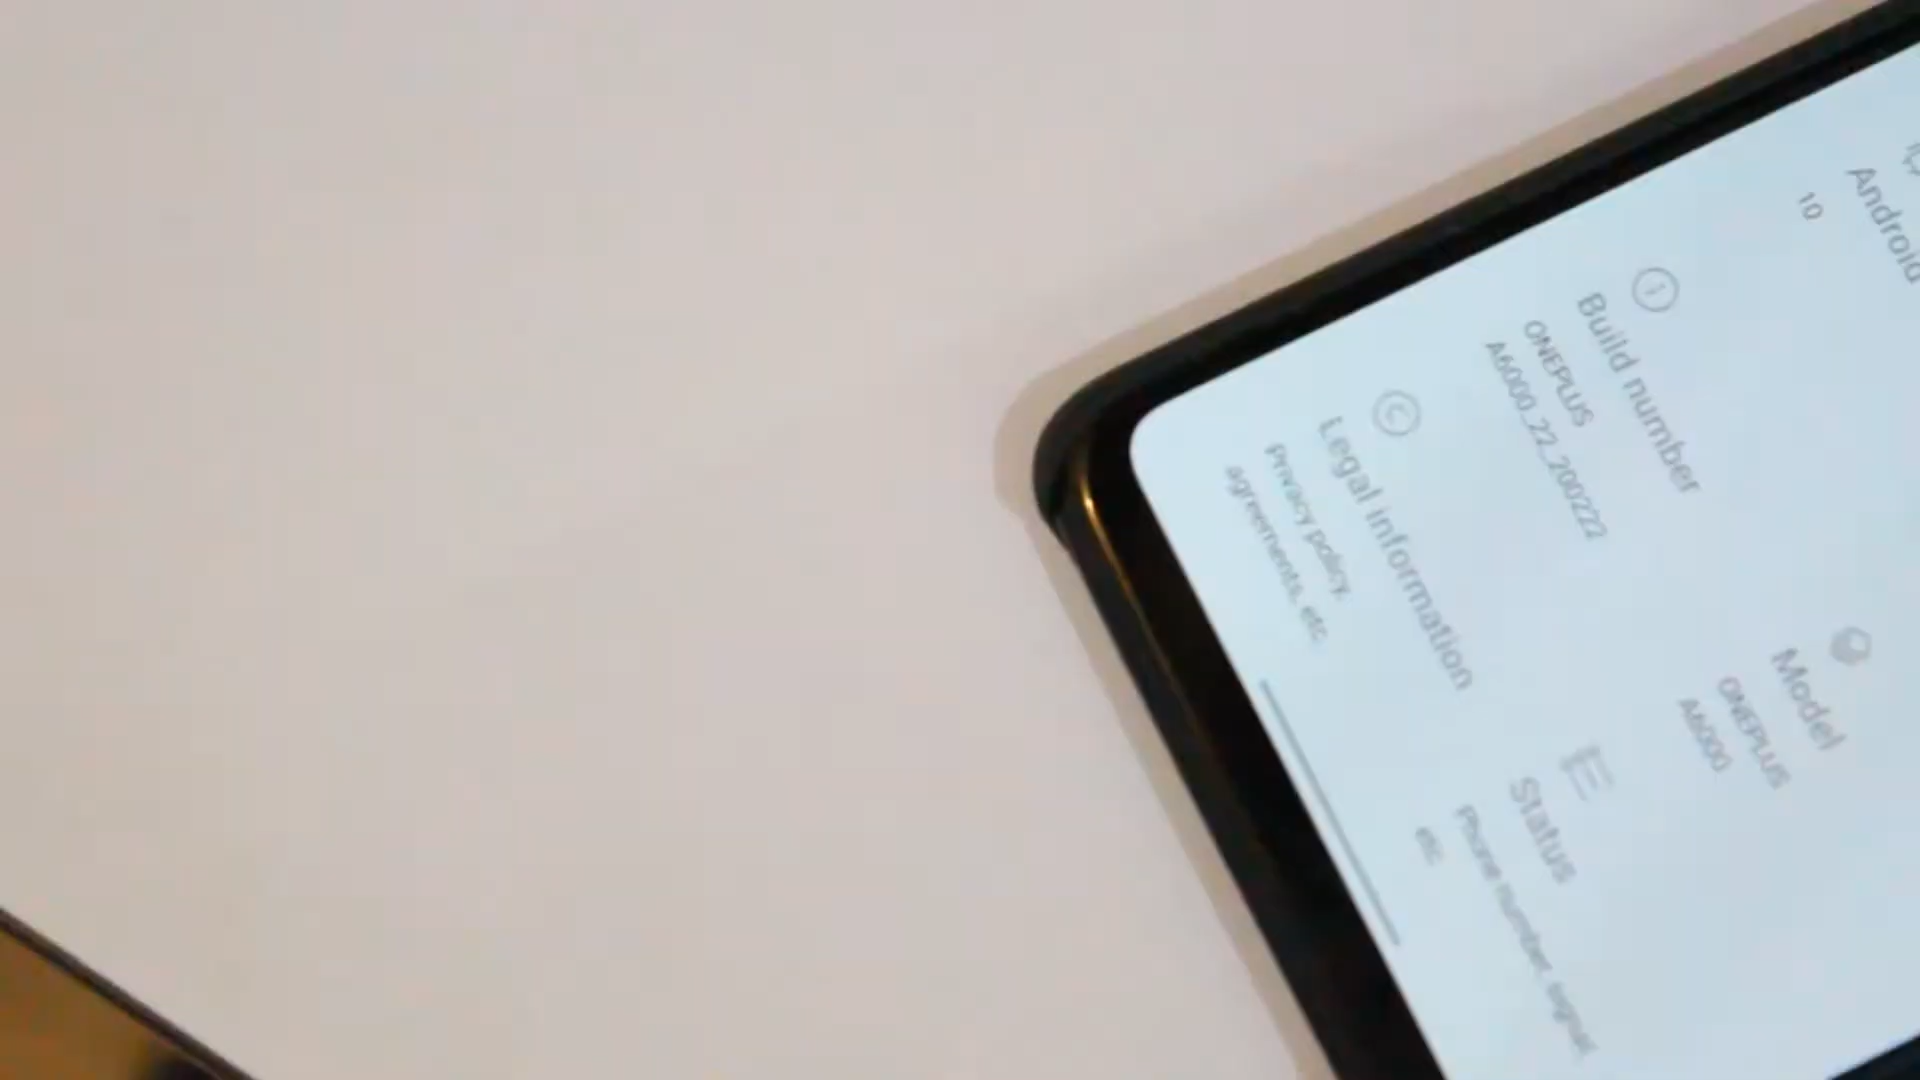 Android
10
Build number
ONEPLUS
A6000_22_200222
Model
ONEPLUS
A6000
Legal information
Privacy policy,
agreements, etc
Status
Phone number, signal,
etc